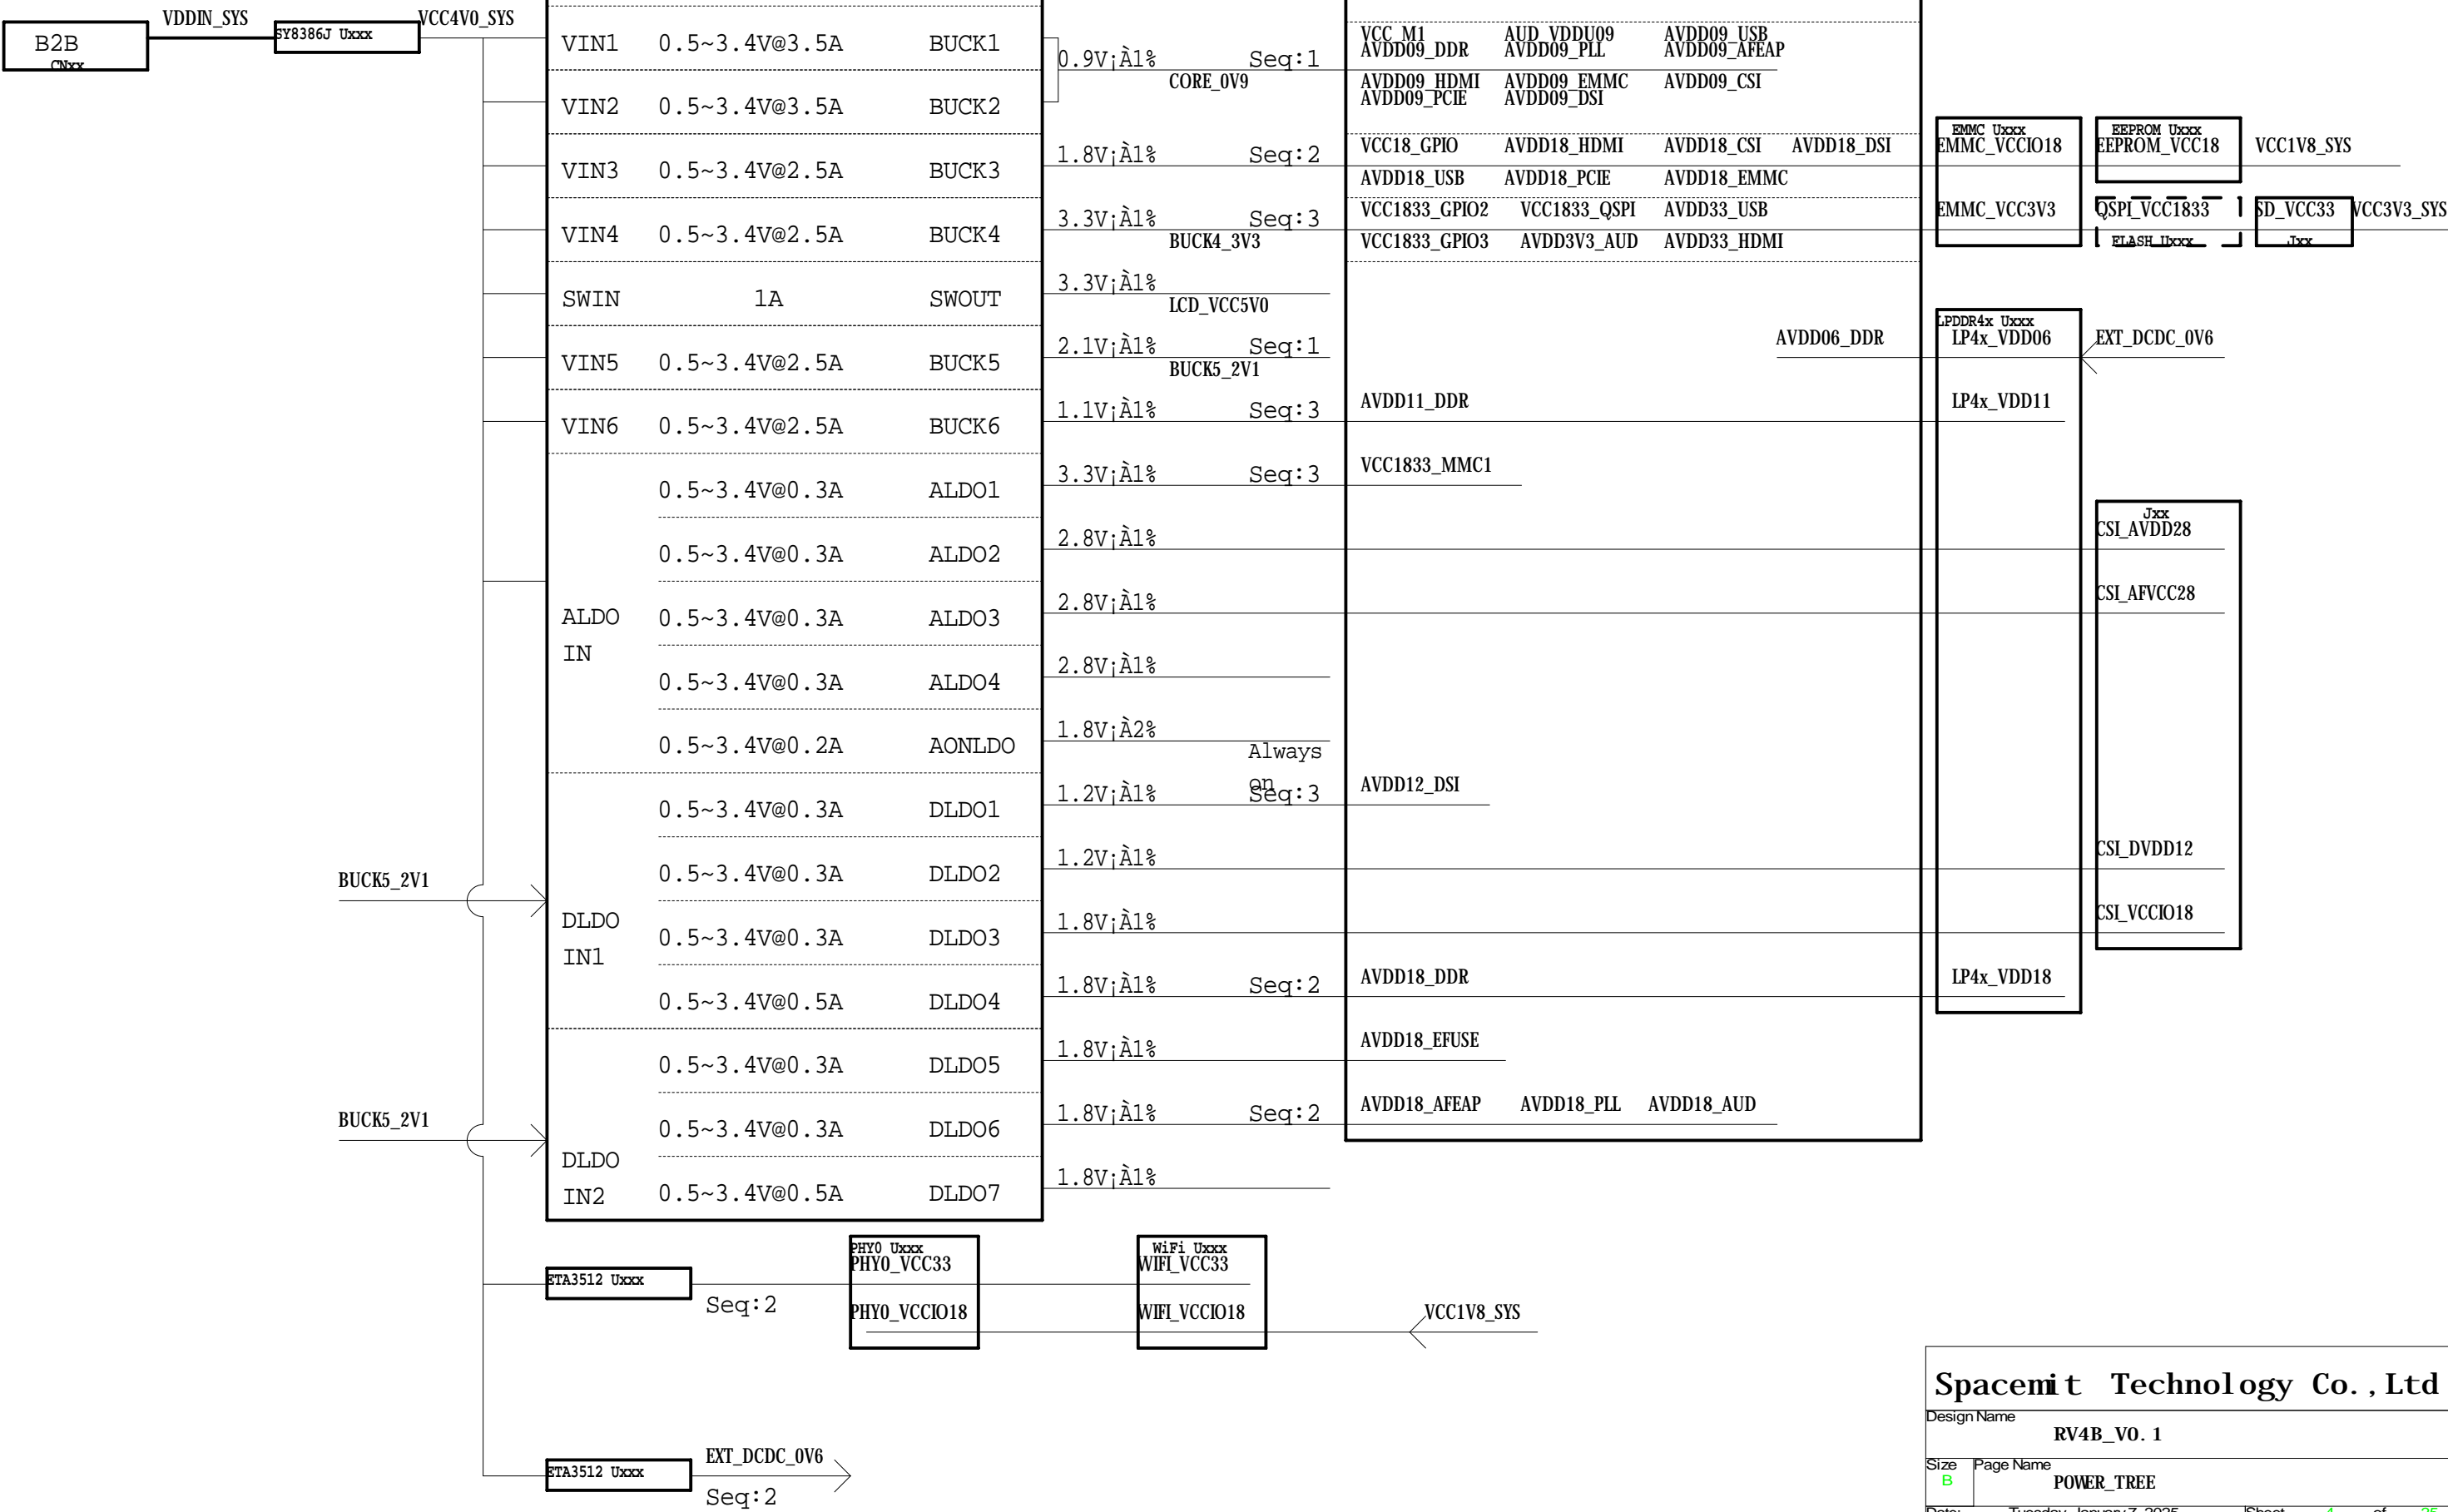 VDDIN_SYS VCC4V0_SYS
B2B
CNxx
SY8386J Uxxx
VIN1 0.5~3.4V@3.5A BUCK1
0.9V¡À1% Seq:1
CORE_0V9
VIN2 0.5~3.4V@3.5A BUCK2
VCC_M1 AUD_VDDU09 AVDD09_USB
AVDD09_DDR AVDD09_PLL AVDD09_AFEAP
AVDD09_HDMI AVDD09_EMMC AVDD09_CSI
AVDD09_PCIE AVDD09_DSI
VIN3 0.5~3.4V@2.5A BUCK3
1.8V¡À1% Seq:2
VCC18_GPIO AVDD18_HDMI AVDD18_CSI AVDD18_DSI
AVDD18_USB AVDD18_PCIE AVDD18_EMMC
EMMC Uxxx
EMMC_VCCIO18
EEPROM Uxxx
EEPROM_VCC18
VCC1V8_SYS
VIN4 0.5~3.4V@2.5A BUCK4
3.3V¡À1% Seq:3
BUCK4_3V3
VCC1833_GPIO2 VCC1833_QSPI AVDD33_USB
VCC1833_GPIO3 AVDD3V3_AUD AVDD33_HDMI
EMMC_VCC3V3
QSPI_VCC1833
FLASH Uxxx
SD_VCC33
Jxx
VCC3V3_SYS
SWIN 1A SWOUT
3.3V¡À1%
LCD_VCC5V0
VIN5 0.5~3.4V@2.5A BUCK5
2.1V¡À1% Seq:1
BUCK5_2V1
AVDD06_DDR
LPDDR4x Uxxx
LP4x_VDD06
EXT_DCDC_0V6
VIN6 0.5~3.4V@2.5A BUCK6
1.1V¡À1% Seq:3
AVDD11_DDR
LP4x_VDD11
0.5~3.4V@0.3A ALDO1
3.3V¡À1% Seq:3
VCC1833_MMC1
0.5~3.4V@0.3A ALDO2
2.8V¡À1%
Jxx
CSI_AVDD28
ALDO
IN
0.5~3.4V@0.3A ALDO3
2.8V¡À1%
CSI_AFVCC28
0.5~3.4V@0.3A ALDO4
2.8V¡À1%
0.5~3.4V@0.2A AONLDO
1.8V¡À2%
Always
on
0.5~3.4V@0.3A DLDO1
1.2V¡À1% Seq:3
AVDD12_DSI
BUCK5_2V1
0.5~3.4V@0.3A DLDO2
1.2V¡À1%
CSI_DVDD12
DLDO
IN1
0.5~3.4V@0.3A DLDO3
1.8V¡À1%
CSI_VCCIO18
0.5~3.4V@0.5A DLDO4
1.8V¡À1% Seq:2
AVDD18_DDR
LP4x_VDD18
0.5~3.4V@0.3A DLDO5
1.8V¡À1%
AVDD18_EFUSE
BUCK5_2V1
0.5~3.4V@0.3A DLDO6
1.8V¡À1% Seq:2
AVDD18_AFEAP AVDD18_PLL AVDD18_AUD
DLDO
IN2
0.5~3.4V@0.5A DLDO7
1.8V¡À1%
ETA3512 Uxxx
Seq:2
PHY0 Uxxx
PHY0_VCC33
PHY0_VCCIO18
WiFi Uxxx
WIFI_VCC33
WIFI_VCCIO18
VCC1V8_SYS
ETA3512 Uxxx
EXT_DCDC_0V6
Seq:2
Spacemit Technology Co.,Ltd
Design Name
RV4B_V0.1
Size Page Name
B POWER_TREE
Date: Tuesday, January 7, 2025 Sheet 4 of 25